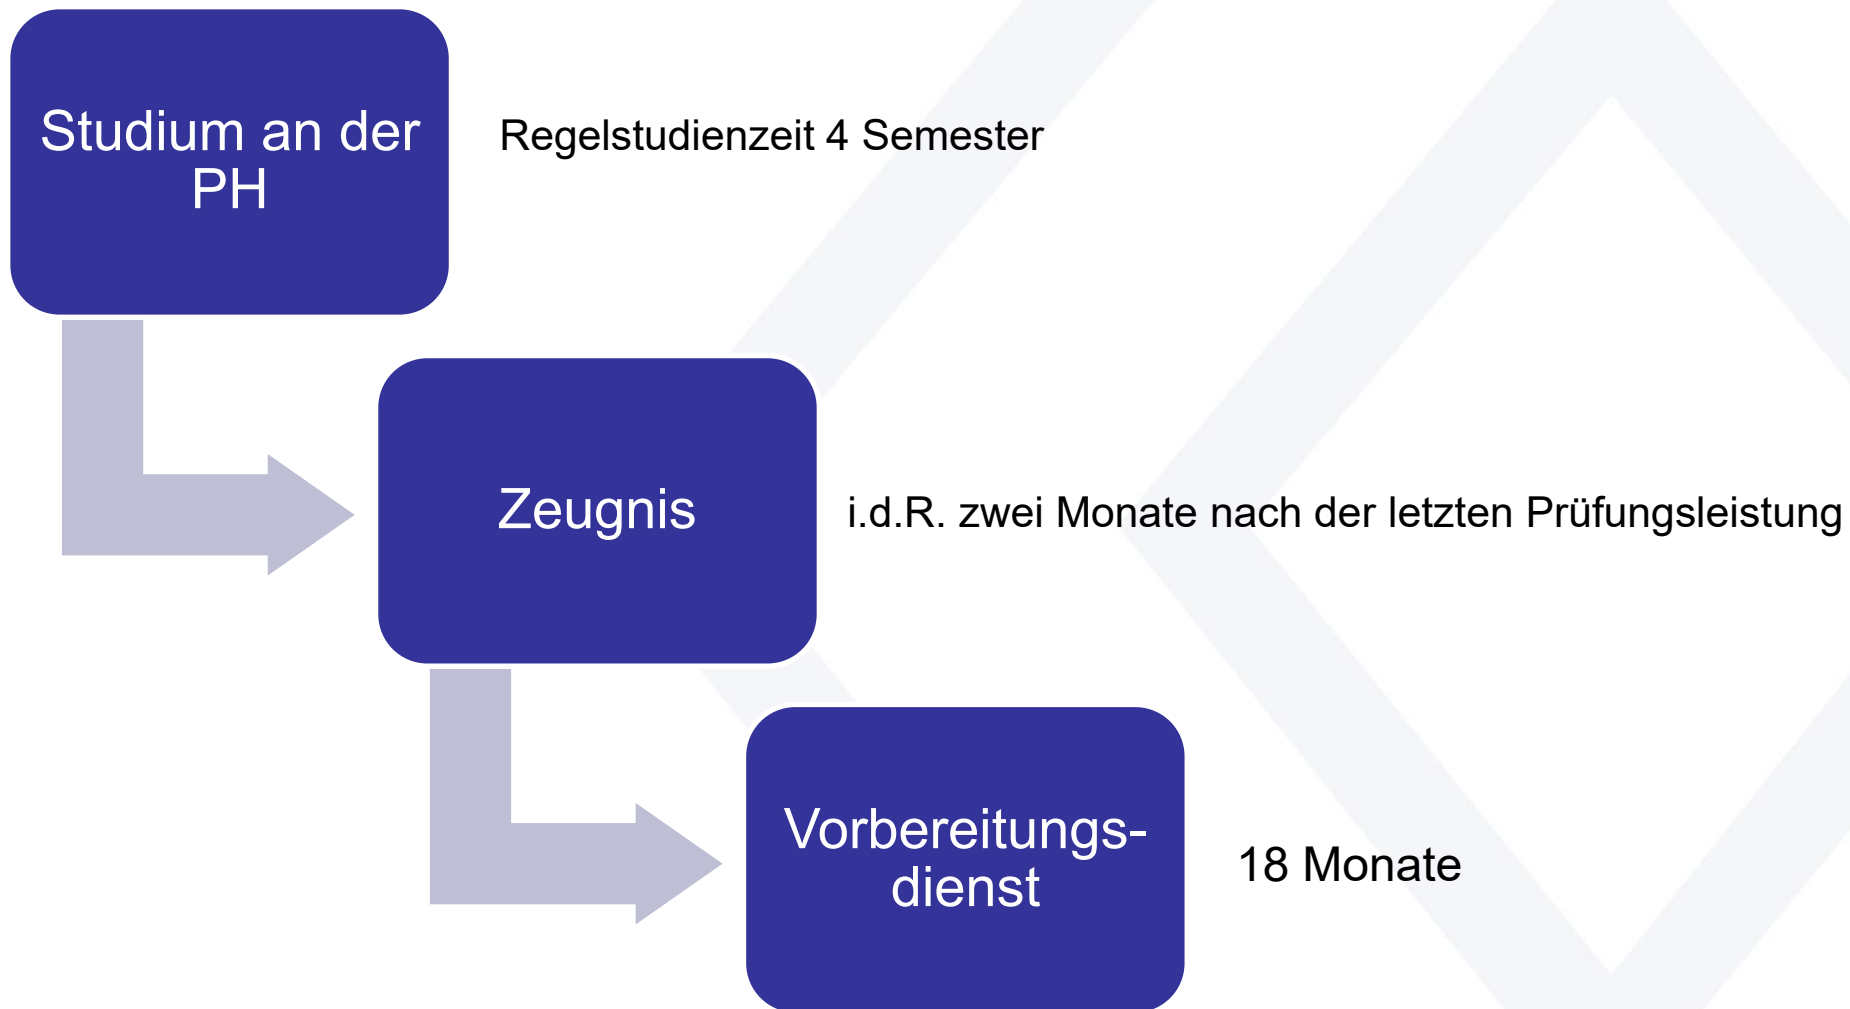 Studium an der
PH
Regelstudienzeit 4 Semester
Zeugnis
i.d.R. zwei Monate nach der letzten Prüfungsleistung
Vorbereitungs-
dienst
18 Monate